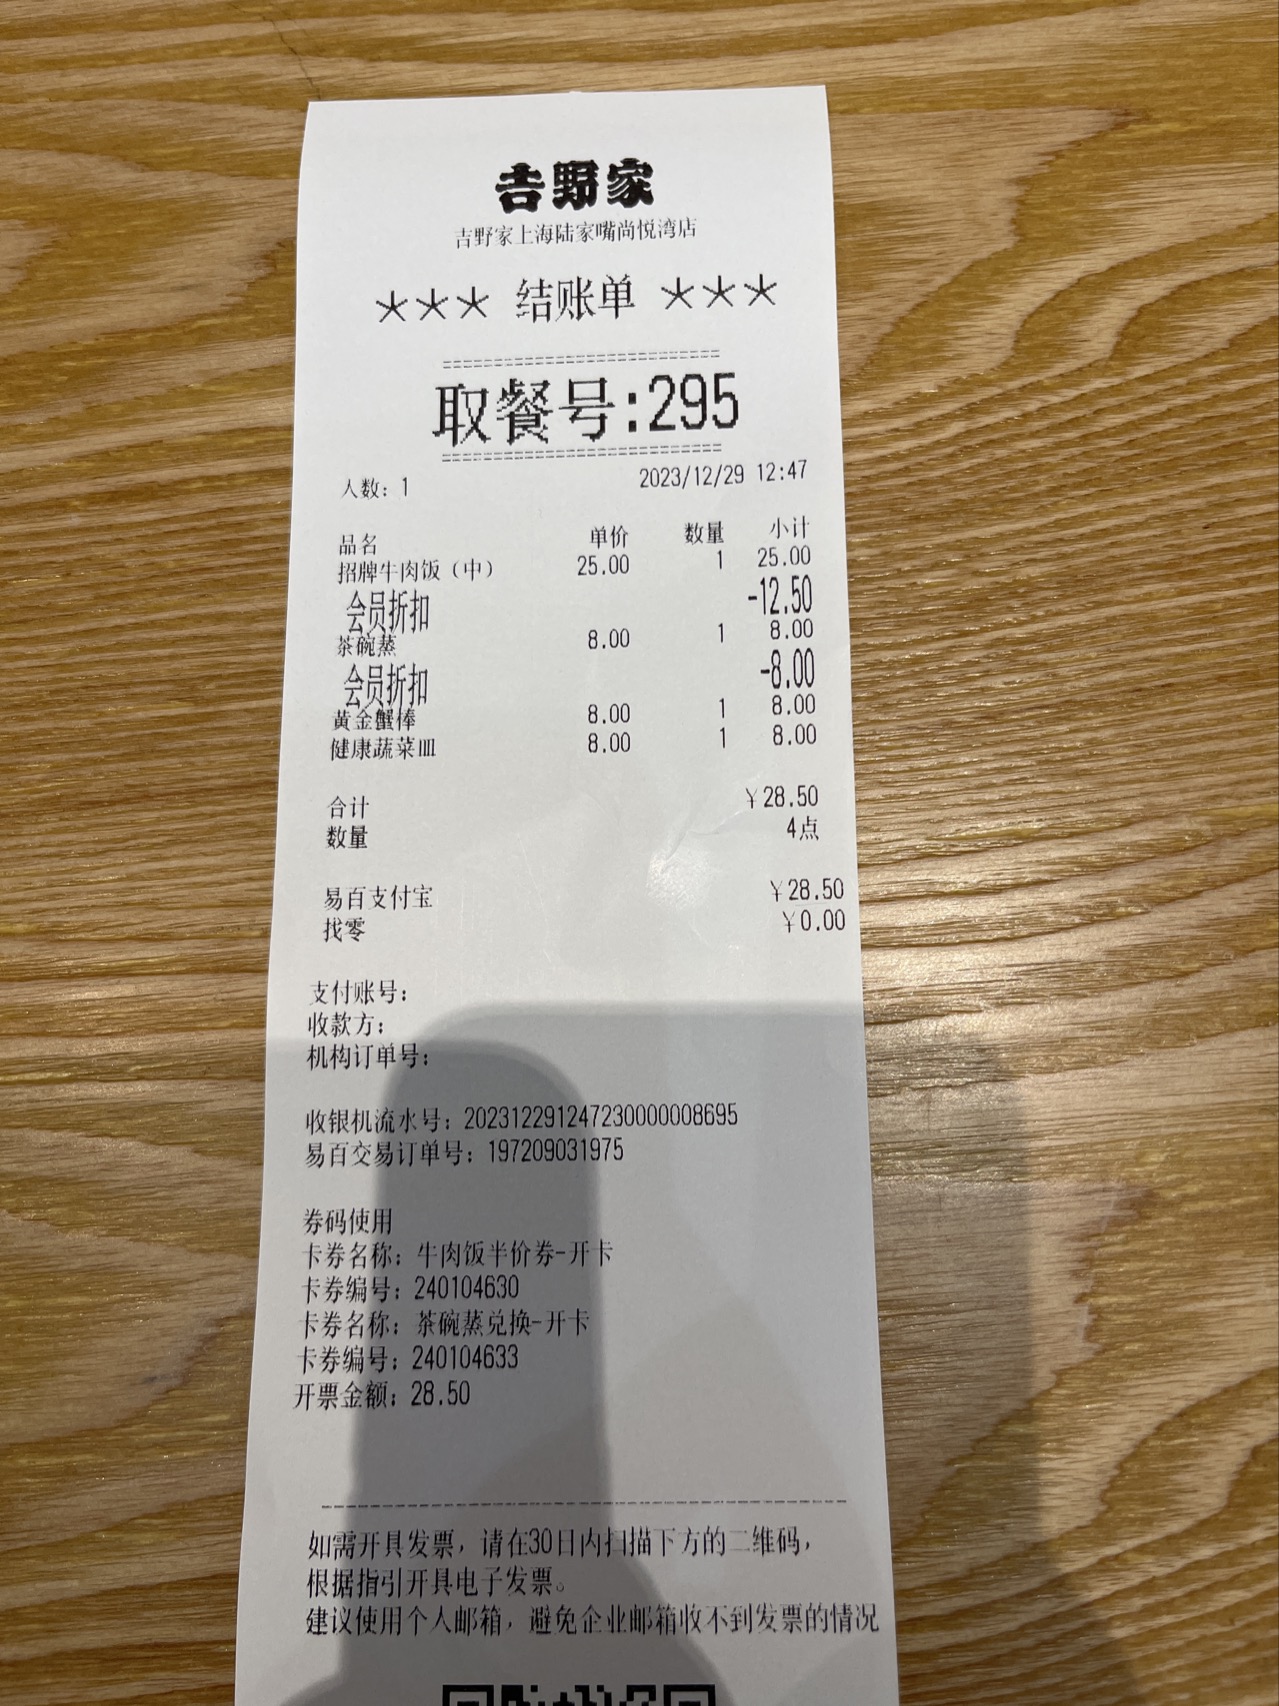 吉野家
吉野家上海陆家嘴尚悦湾店
*** 结账单 ***
取餐号:295
人数: 1 2023/12/29 12:47
品名 单价 数量 小计
招牌牛肉饭（中） 25.00 1 25.00
会员折扣 -12.50
茶碗蒸 8.00 1 8.00
会员折扣 -8.00
黄金蟹棒 8.00 1 8.00
健康蔬菜皿 8.00 1 8.00
合计 ￥28.50
数量 4点
易百支付宝 ￥28.50
找零 ￥0.00
支付账号:
收款方:
机构订单号:
收银机流水号: 2023122912472300000008695
易百交易订单号: 197209031975
券码使用
卡券名称: 牛肉饭半价券-开卡
卡券编号: 240104630
卡券名称: 茶碗蒸兑换-开卡
卡券编号: 240104633
开票金额: 28.50
如需开具发票，请在30日内扫描下方的二维码，
根据指引开具电子发票。
建议使用个人邮箱，避免企业邮箱收不到发票的情况